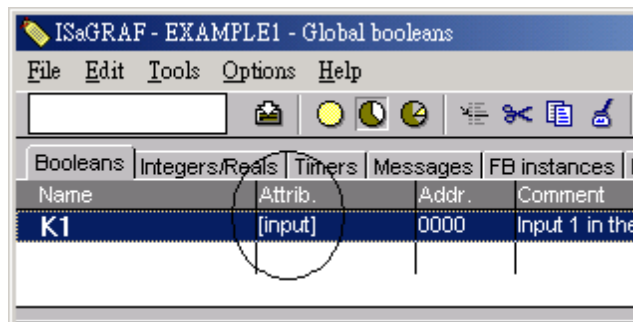 ISaGRAF - EXAMPLE1 - Global booleans
File Edit Tools Options Help
Booleans Integers/Reals Timers Messages FB instances
Name Attrib. Addr. Comment
K1 [input] 0000 Input 1 in the